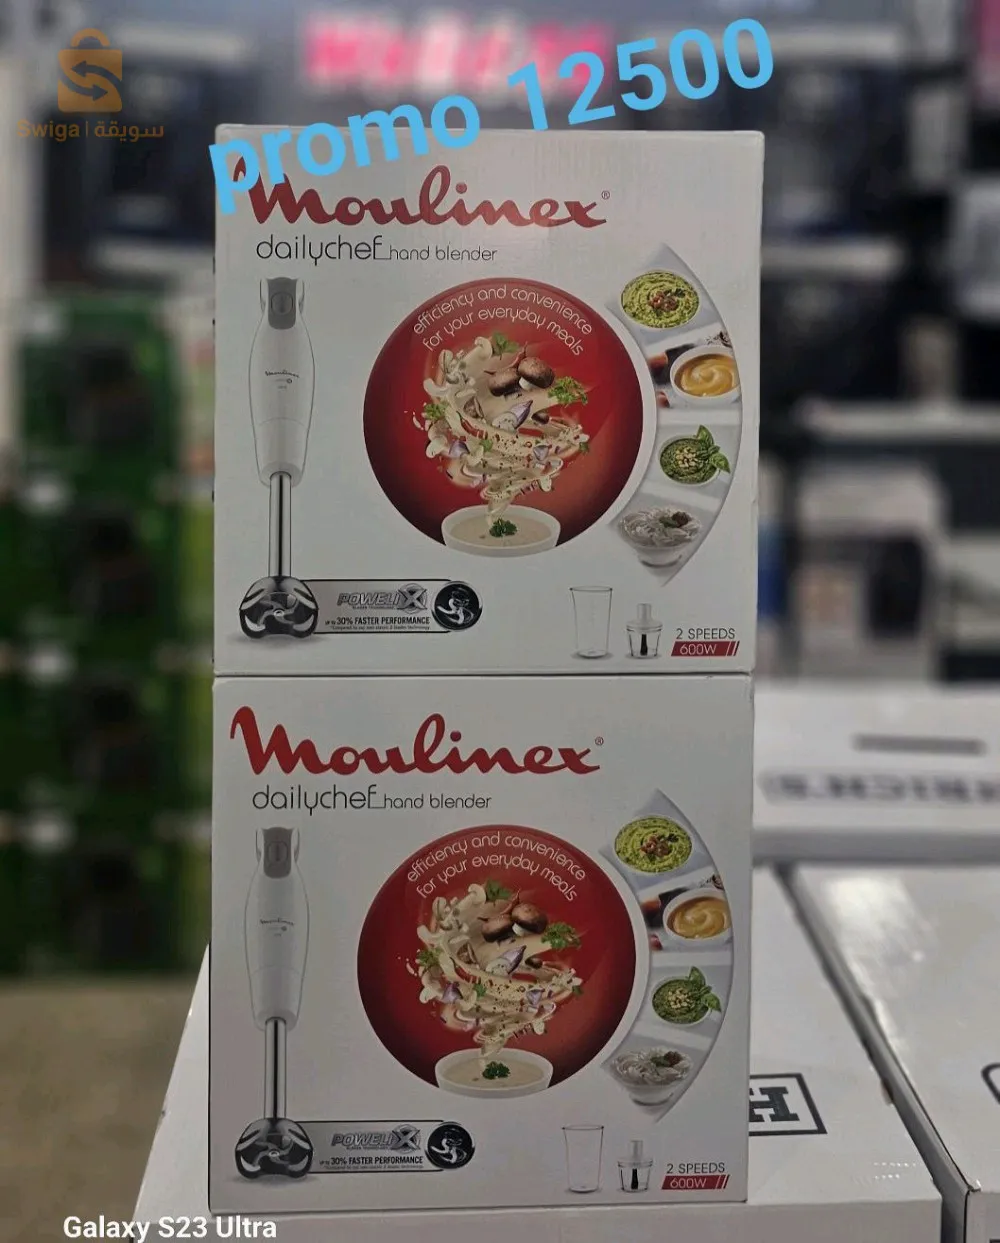 promo 12500
Swiga | سويقة
Moulinex®
dailychef hand blender
efficiency and convenience
for your everyday meals
Moulinex
POWELIX
up to 30% FASTER PERFORMANCE
2 SPEEDS
600W
Moulinex®
dailychef hand blender
efficiency and convenience
for your everyday meals
Moulinex
POWELIX
up to 30% FASTER PERFORMANCE
2 SPEEDS
600W
Galaxy S23 Ultra